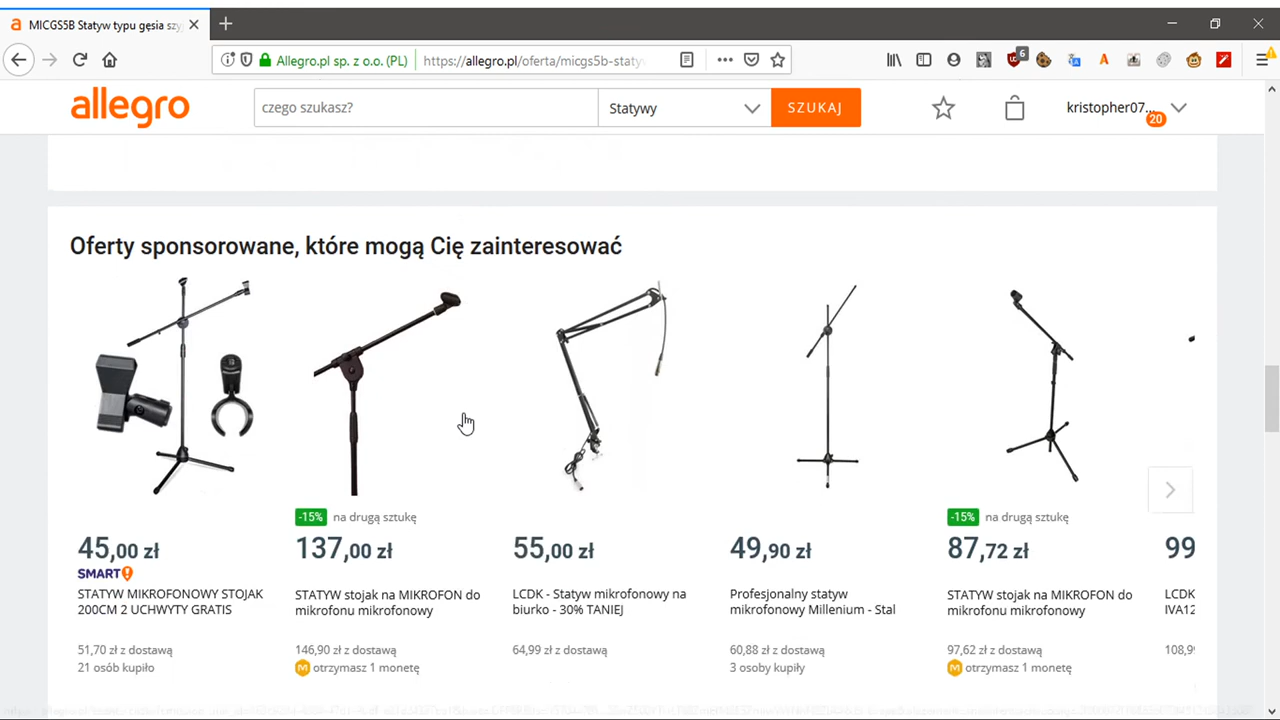 MICGS5B Statyw typu gęsia szy
Allegro.pl sp. z o.o. (PL)
https://allegro.pl/oferta/micgs5b-statyw
6
allegro
czego szukasz?
Statywy
SZUKAJ
kristopher07...
20
Oferty sponsorowane, które mogą Cię zainteresować
-15% na drugą sztukę
-15% na drugą sztukę
45,00 zł
137,00 zł
55,00 zł
49,90 zł
87,72 zł
99
SMART!
STATYW MIKROFONOWY STOJAK
200CM 2 UCHWYTY GRATIS
STATYW stojak na MIKROFON do
mikrofonu mikrofonowy
LCDK - Statyw mikrofonowy na
biurko - 30% TANIEJ
Profesjonalny statyw
mikrofonowy Millenium - Stal
STATYW stojak na MIKROFON do
mikrofonu mikrofonowy
LCDK
IVA12
51,70 zł z dostawą
21 osób kupiło
146,90 zł z dostawą
otrzymasz 1 monetę
64,99 zł z dostawą
60,88 zł z dostawą
3 osoby kupiły
97,62 zł z dostawą
otrzymasz 1 monetę
108,9